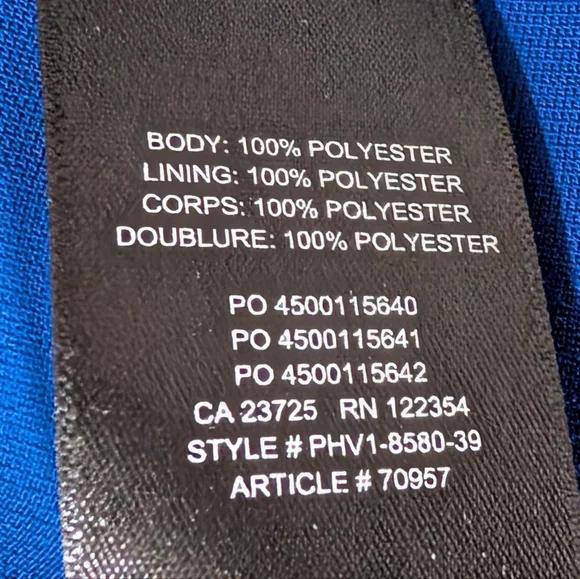 BODY: 100% POLYESTER
LINING: 100% POLYESTER
CORPS: 100% POLYESTER
DOUBLURE: 100% POLYESTER
PO 4500115640
PO 4500115641
PO 4500115642
CA 23725 RN 122354
STYLE # PHV1-8580-39
ARTICLE # 70957